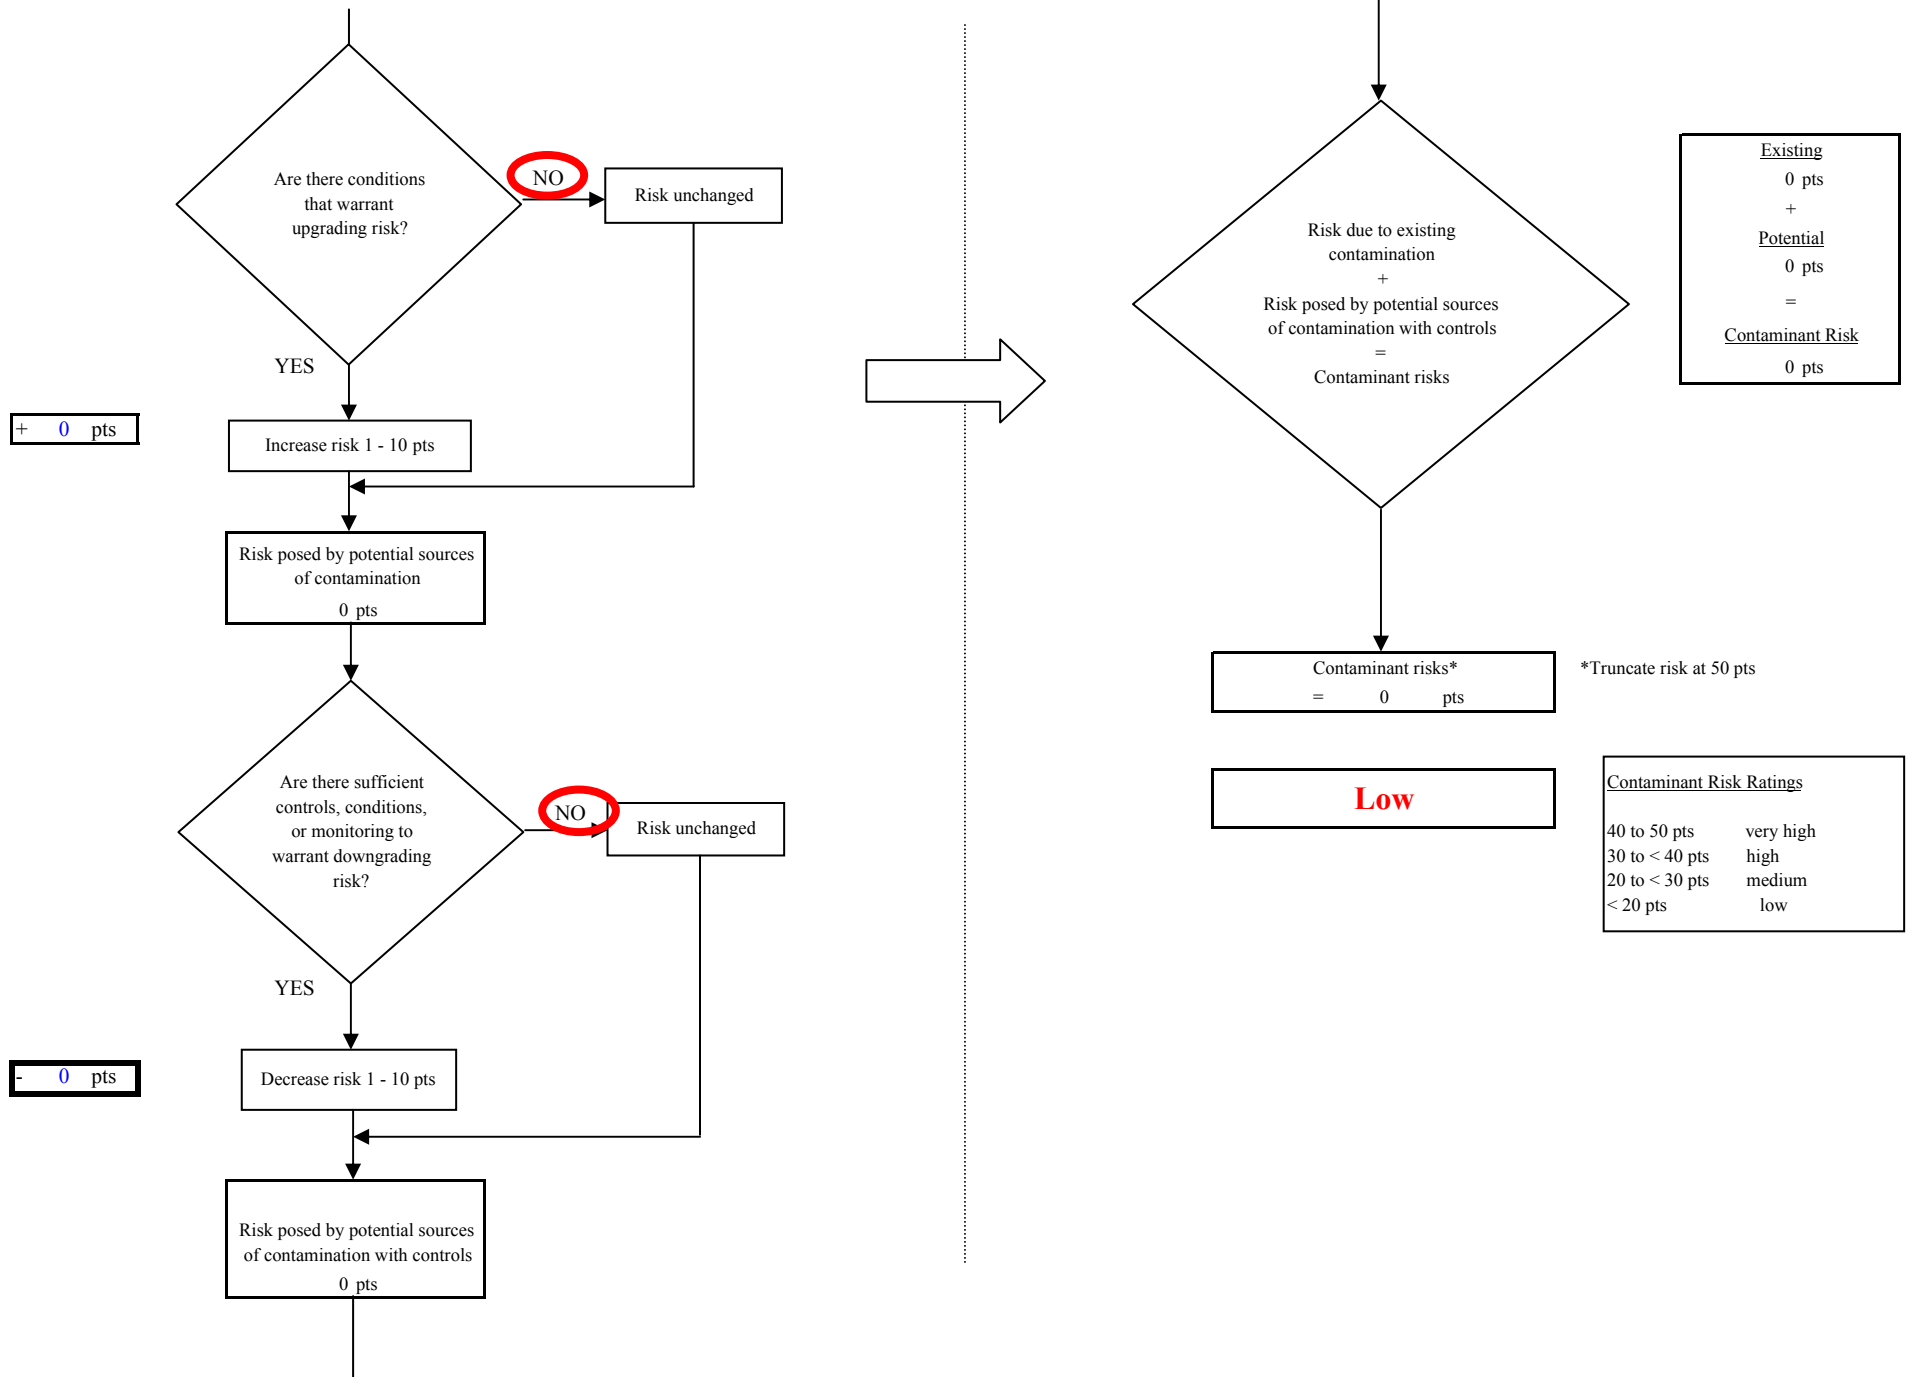 Are there conditions
that warrant
upgrading risk?
NO
Risk unchanged
YES
+ 0 pts
Increase risk 1 - 10 pts
Risk posed by potential sources
of contamination
0 pts
Are there sufficient
controls, conditions,
or monitoring to
warrant downgrading
risk?
NO
Risk unchanged
YES
- 0 pts
Decrease risk 1 - 10 pts
Risk posed by potential sources
of contamination with controls
0 pts
Risk due to existing
contamination
+
Risk posed by potential sources
of contamination with controls
=
Contaminant risks
Existing
0 pts
+
Potential
0 pts
=
Contaminant Risk
0 pts
Contaminant risks*
= 0 pts
*Truncate risk at 50 pts
Low
Contaminant Risk Ratings
40 to 50 pts very high
30 to < 40 pts high
20 to < 30 pts medium
< 20 pts low